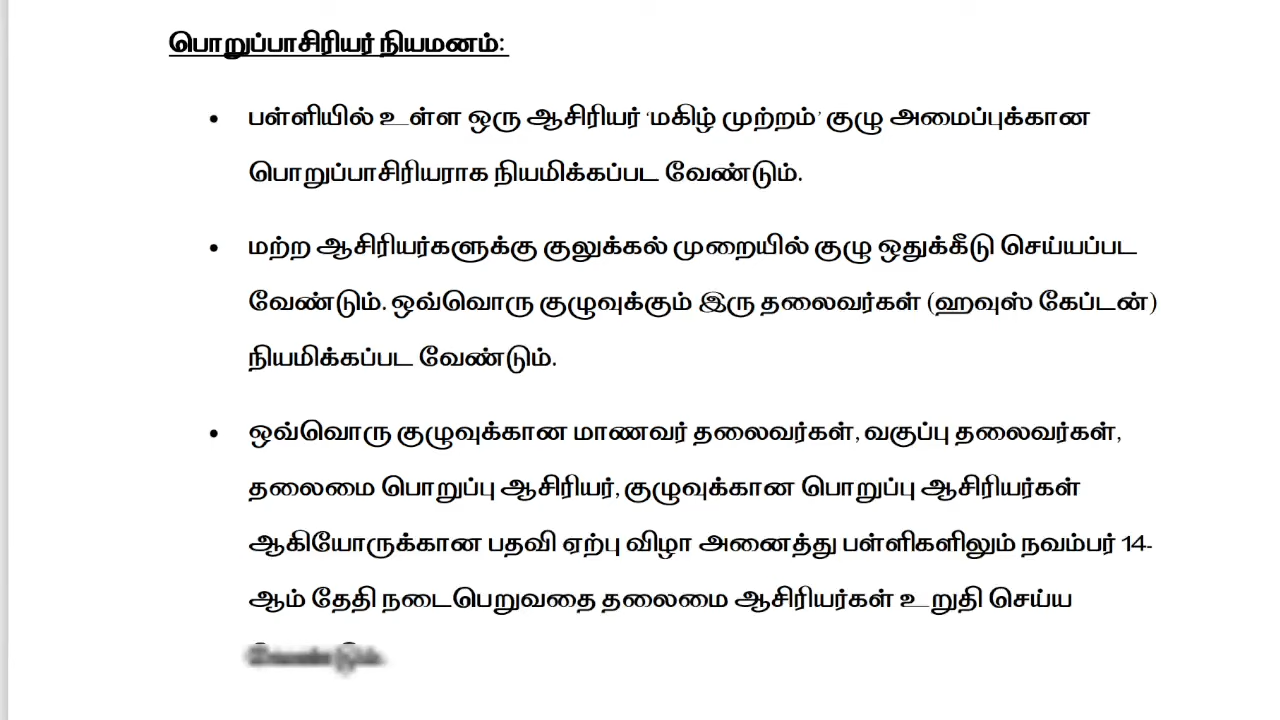 பொறுப்பாசிரியர் நியமனம்:
• பள்ளியில் உள்ள ஒரு ஆசிரியர் ‘மகிழ் முற்றம்’ குழு அமைப்புக்கான
பொறுப்பாசிரியராக நியமிக்கப்பட வேண்டும்.
• மற்ற ஆசிரியர்களுக்கு குலுக்கல் முறையில் குழு ஒதுக்கீடு செய்யப்பட
வேண்டும். ஒவ்வொரு குழுவுக்கும் இரு தலைவர்கள் (ஹவுஸ் கேப்டன்)
நியமிக்கப்பட வேண்டும்.
• ஒவ்வொரு குழுவுக்கான மாணவர் தலைவர்கள், வகுப்பு தலைவர்கள்,
தலைமை பொறுப்பு ஆசிரியர், குழுவுக்கான பொறுப்பு ஆசிரியர்கள்
ஆகியோருக்கான பதவி ஏற்பு விழா அனைத்து பள்ளிகளிலும் நவம்பர் 14-
ஆம் தேதி நடைபெறுவதை தலைமை ஆசிரியர்கள் உறுதி செய்ய